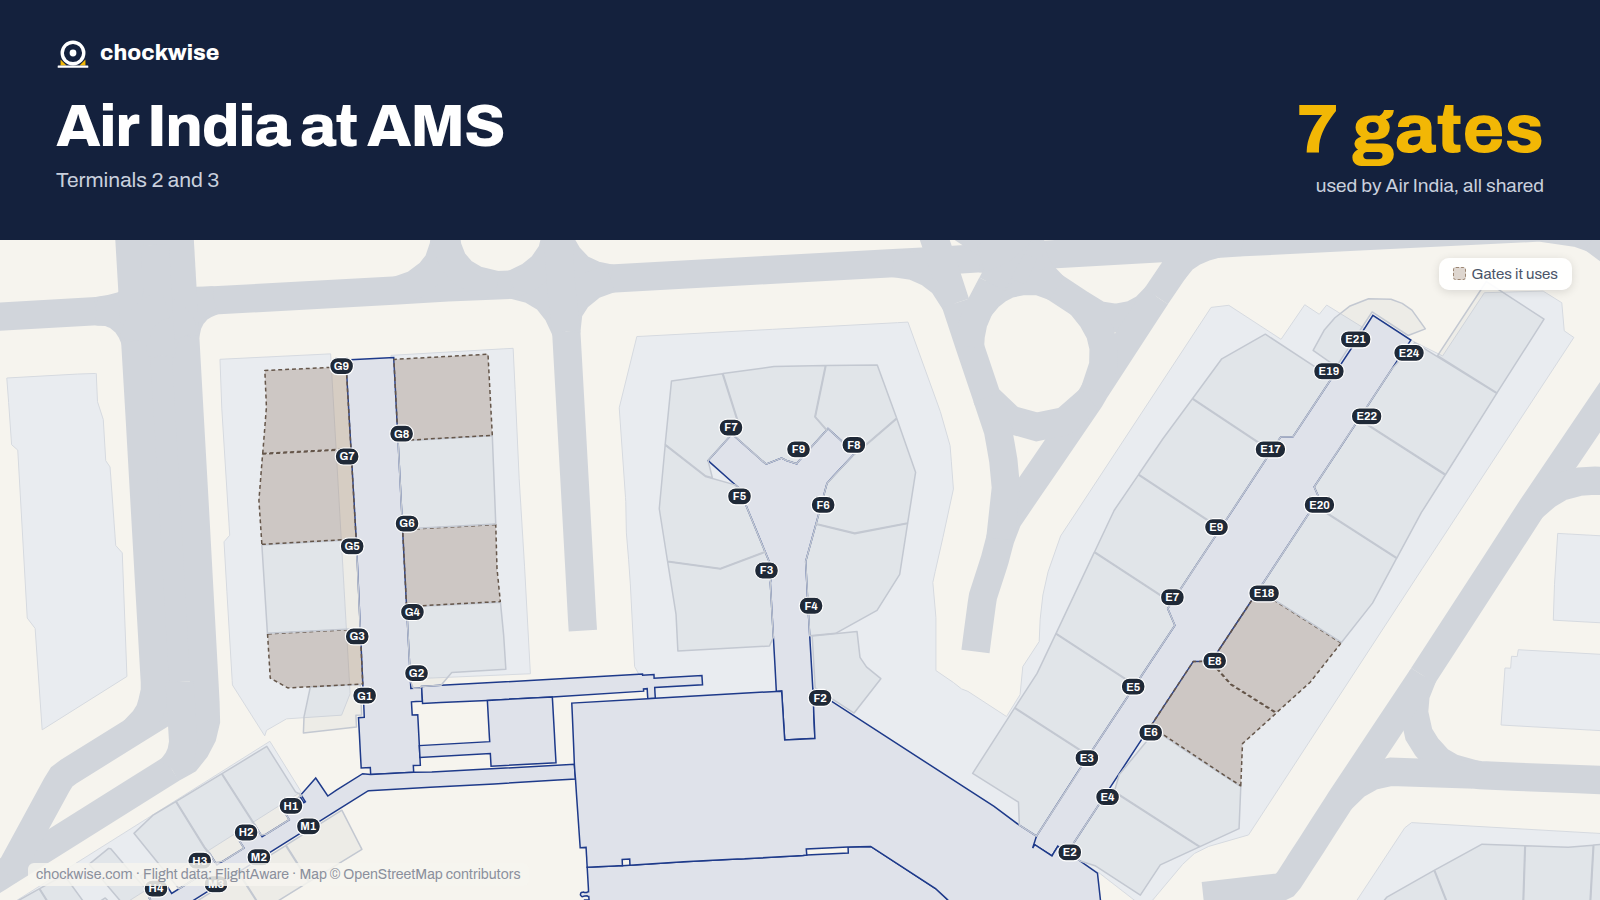 chockwise
Air India at AMS
Terminals 2 and 3
7 gates
used by Air India, all shared
Gates it uses
G9
G8
G7
G6
G5
G4
G3
G2
G1
F7
F9
F8
F5
F6
F3
F4
F2
E21
E24
E19
E22
E17
E20
E9
E18
E7
E8
E5
E6
E3
E4
E2
H1
M1
H2
M2
H3
M3
H4
chockwise.com · Flight data: FlightAware · Map © OpenStreetMap contributors